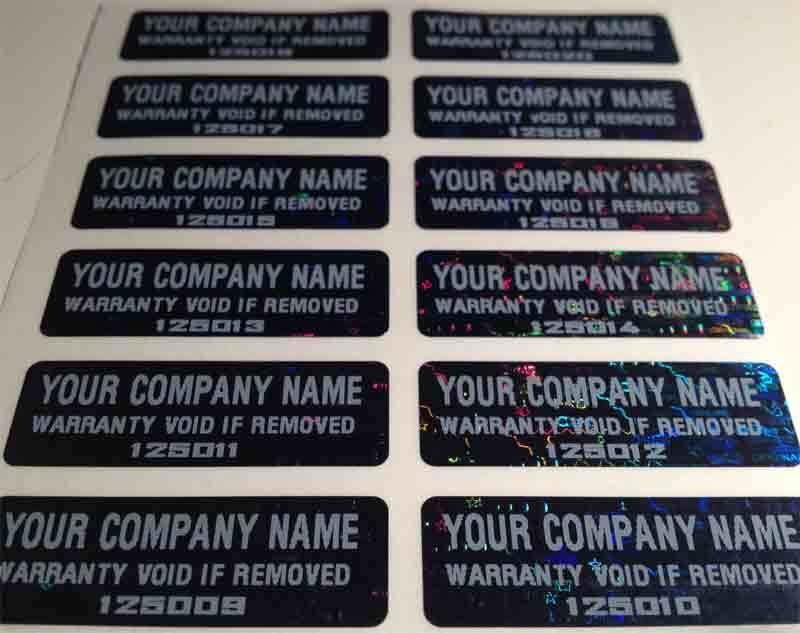 YOUR COMPANY NAME
WARRANTY VOID IF REMOVED
YOUR COMPANY NAME
WARRANTY VOID IF REMOVED
125020
YOUR COMPANY NAME
WARRANTY VOID IF REMOVED
125017
YOUR COMPANY NAME
WARRANTY VOID IF REMOVED
YOUR COMPANY NAME
WARRANTY VOID IF REMOVED
125015
YOUR COMPANY NAME
WARRANTY VOID IF REMOVED
YOUR COMPANY NAME
WARRANTY VOID IF REMOVED
125013
YOUR COMPANY NAME
WARRANTY VOID IF REMOVED
125014
YOUR COMPANY NAME
WARRANTY VOID IF REMOVED
125011
YOUR COMPANY NAME
WARRANTY VOID IF REMOVED
125012
YOUR COMPANY NAME
WARRANTY VOID IF REMOVED
125009
YOUR COMPANY NAME
WARRANTY VOID IF REMOVED
125010